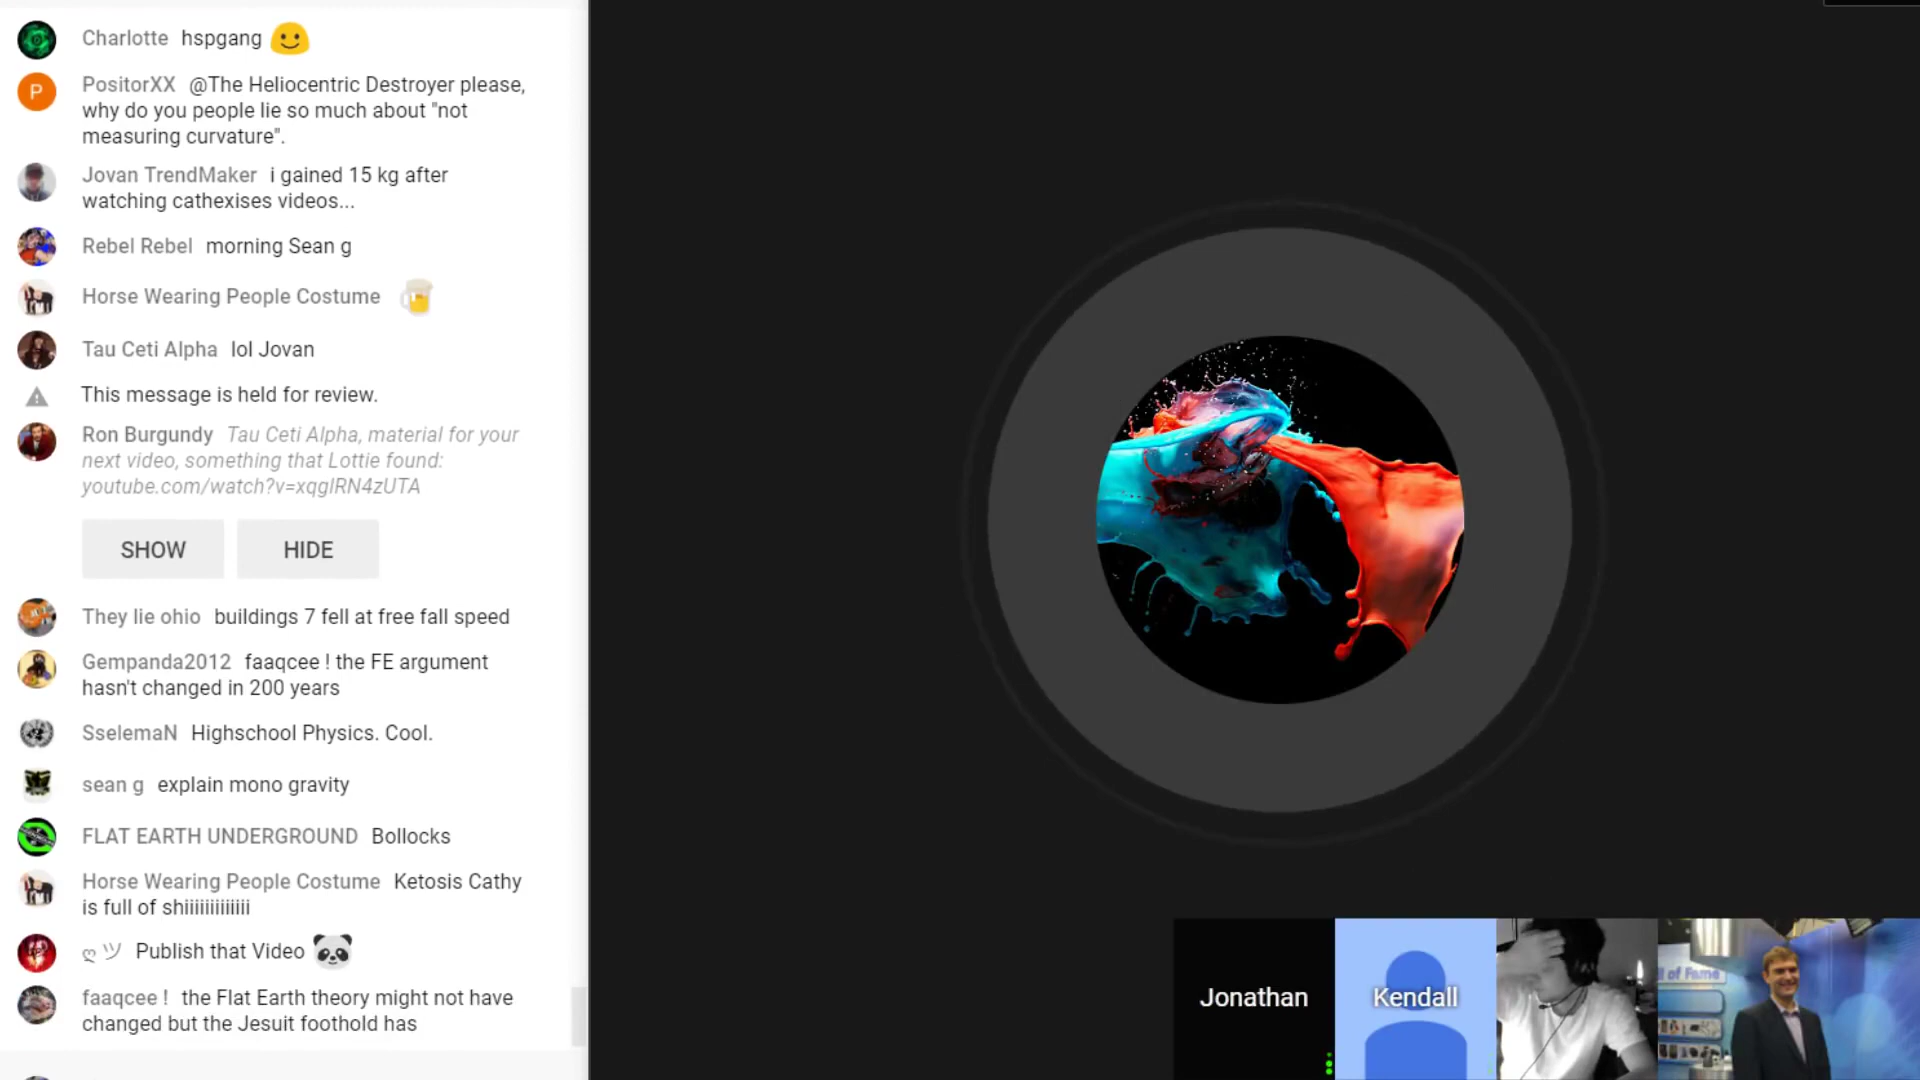 Charlotte hspgang
P
PositorXX @The Heliocentric Destroyer please,
why do you people lie so much about "not
measuring curvature".
Jovan TrendMaker i gained 15 kg after
watching cathexises videos...
Rebel Rebel morning Sean g
Horse Wearing People Costume
Tau Ceti Alpha lol Jovan
This message is held for review.
Ron Burgundy Tau Ceti Alpha, material for your
next video, something that Lottie found:
youtube.com/watch?v=xqgIRN4zUTA
SHOW HIDE
They lie ohio buildings 7 fell at free fall speed
Gempanda2012 faaqcee ! the FE argument
hasn't changed in 200 years
SselemaN Highschool Physics. Cool.
sean g explain mono gravity
FLAT EARTH UNDERGROUND Bollocks
Horse Wearing People Costume Ketosis Cathy
is full of shiiiiiiiiiiiii
ღ ツ Publish that Video
faaqcee ! the Flat Earth theory might not have
changed but the Jesuit foothold has
Jonathan
Kendall
of Fame